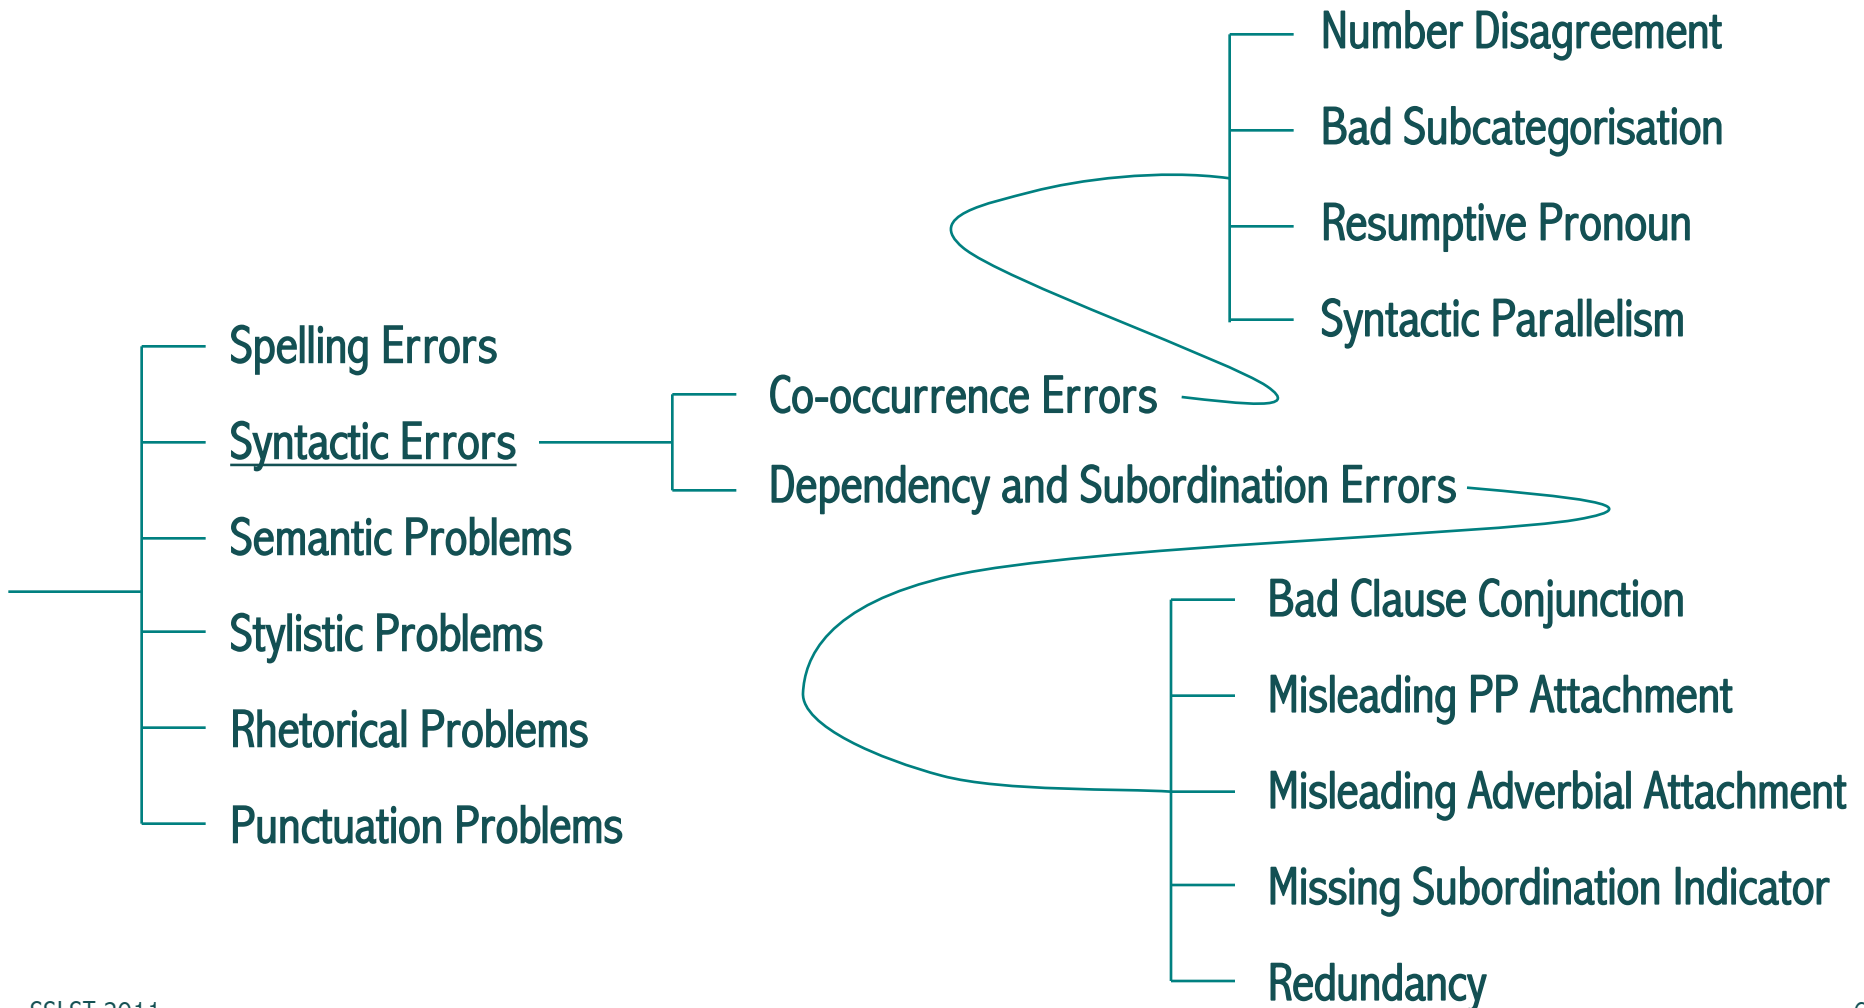 Number Disagreement
Bad Subcategorisation
Resumptive Pronoun
Syntactic Parallelism
Spelling Errors
Syntactic Errors
Semantic Problems
Stylistic Problems
Rhetorical Problems
Punctuation Problems
Co-occurrence Errors
Dependency and Subordination Errors
Bad Clause Conjunction
Misleading PP Attachment
Misleading Adverbial Attachment
Missing Subordination Indicator
Redundancy
SSLST 2011